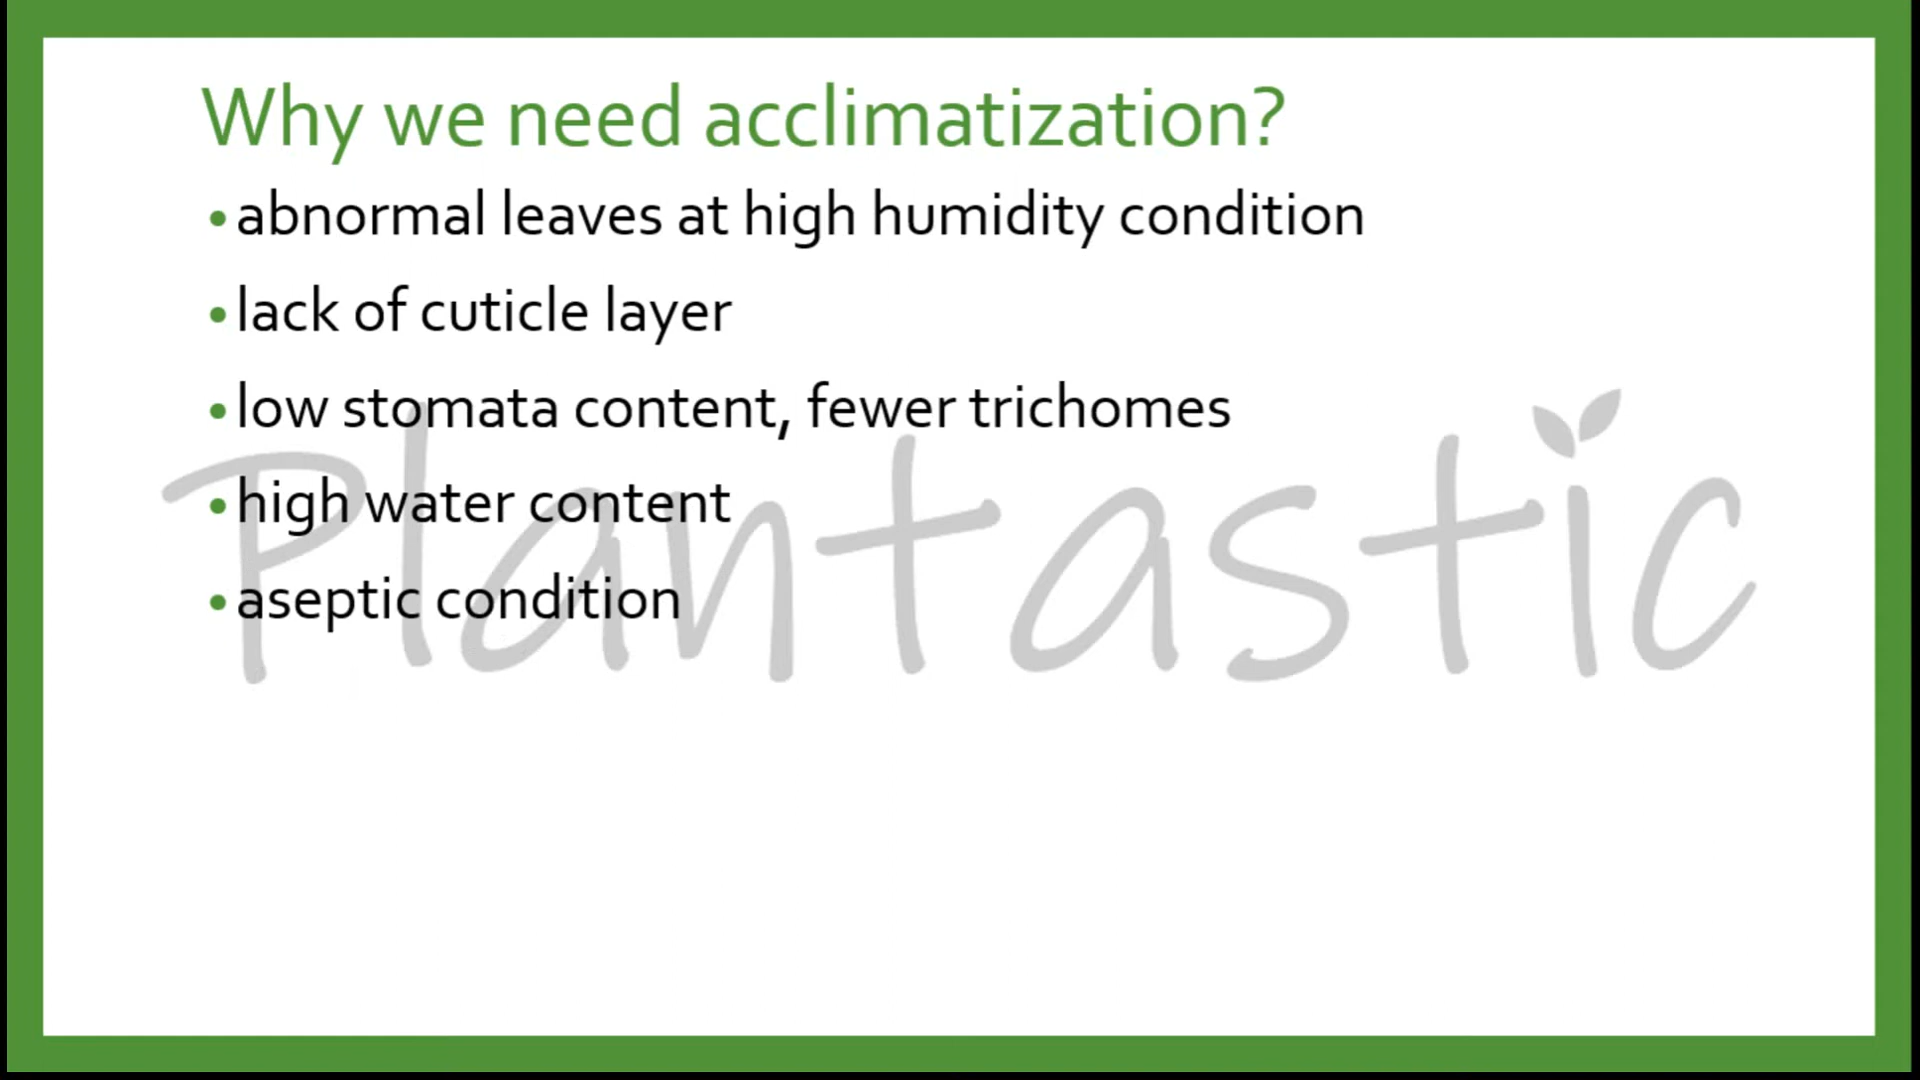 Why we need acclimatization?
• abnormal leaves at high humidity condition
• lack of cuticle layer
• low stomata content, fewer trichomes
• high water content
• aseptic condition
Plantastic